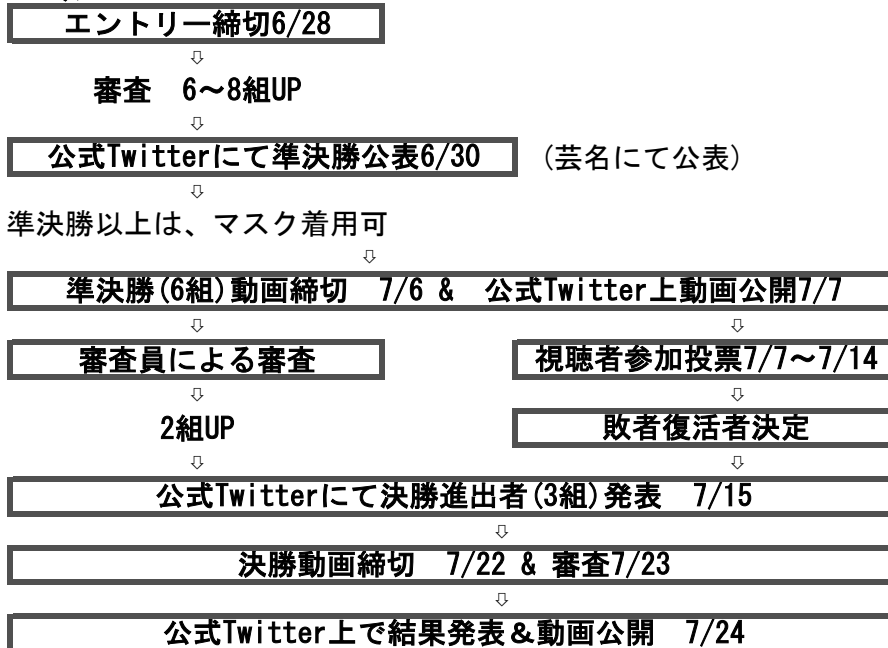 エントリー締切6/28
⇩
審査　6～8組UP
⇩
公式Twitterにて準決勝公表6/30　(芸名にて公表)
⇩
準決勝以上は、マスク着用可
⇩
準決勝(6組)動画締切　7/6 &　公式Twitter上動画公開7/7
⇩　⇩
審査員による審査　視聴者参加投票7/7～7/14
⇩　⇩
2組UP　敗者復活者決定
⇩　⇩
公式Twitterにて決勝進出者(3組)発表　7/15
⇩
決勝動画締切　7/22 & 審査7/23
⇩
公式Twitter上で結果発表＆動画公開　7/24